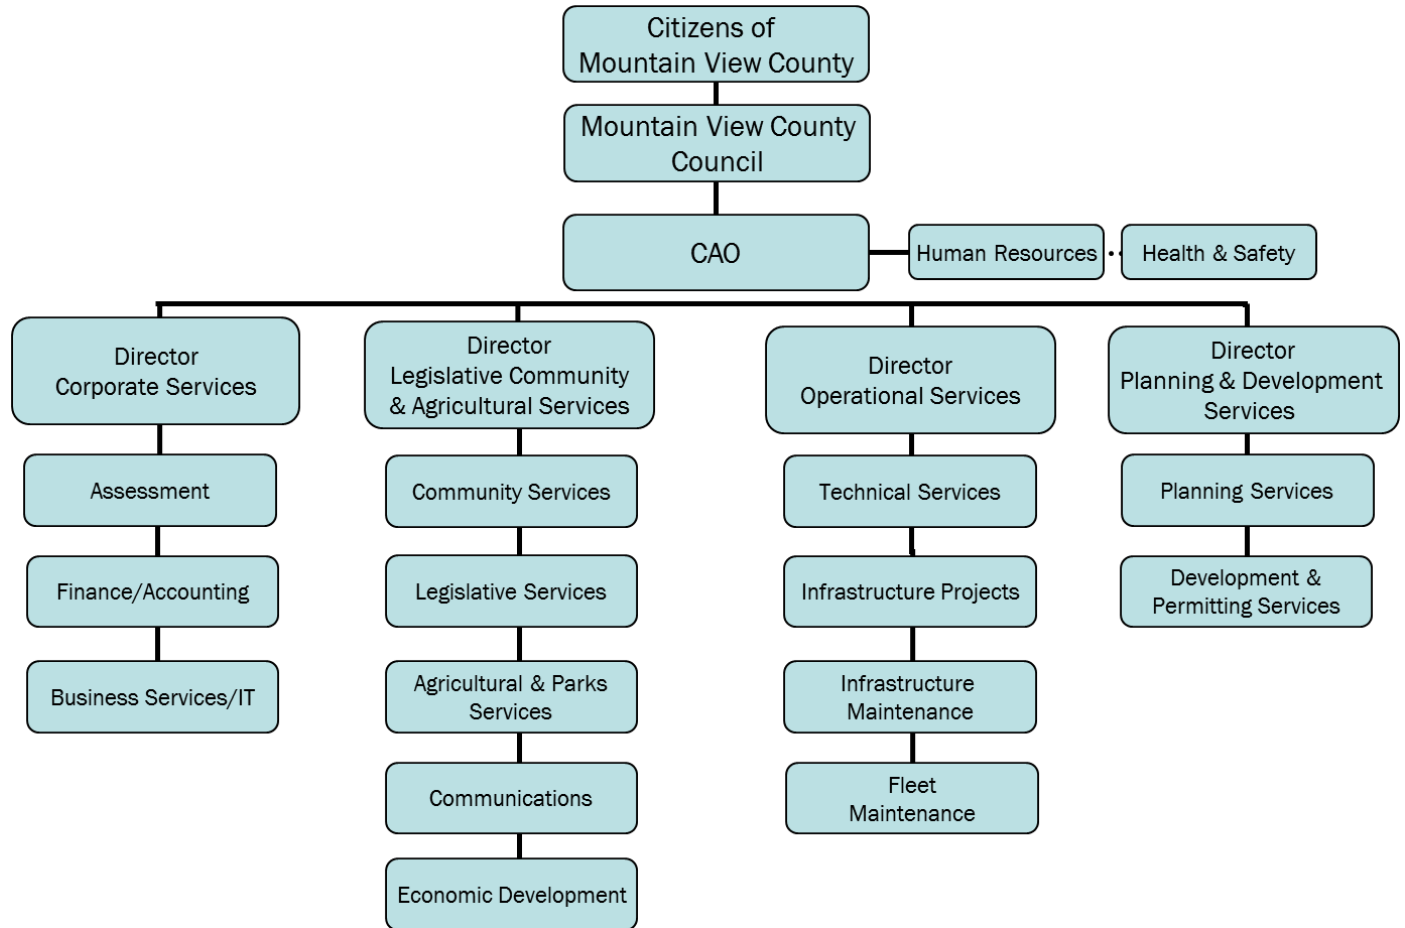 Citizens of
Mountain View County
Mountain View County
Council
CAO
Human Resources
Health & Safety
Director
Corporate Services
Assessment
Finance/Accounting
Business Services/IT
Director
Legislative Community
& Agricultural Services
Community Services
Legislative Services
Agricultural & Parks
Services
Communications
Economic Development
Director
Operational Services
Technical Services
Infrastructure Projects
Infrastructure
Maintenance
Fleet
Maintenance
Director
Planning & Development
Services
Planning Services
Development &
Permitting Services